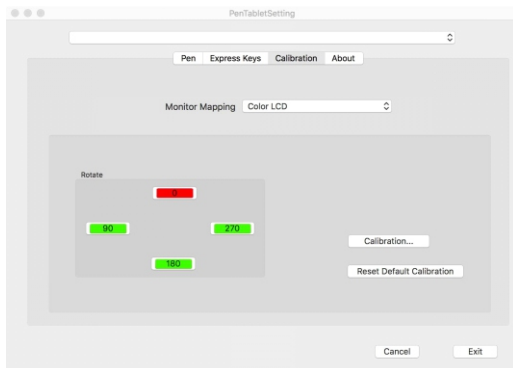 PenTabletSetting
Pen Express Keys Calibration About
Monitor Mapping Color LCD
Rotate
0
90 270
180
Calibration...
Reset Default Calibration
Cancel Exit